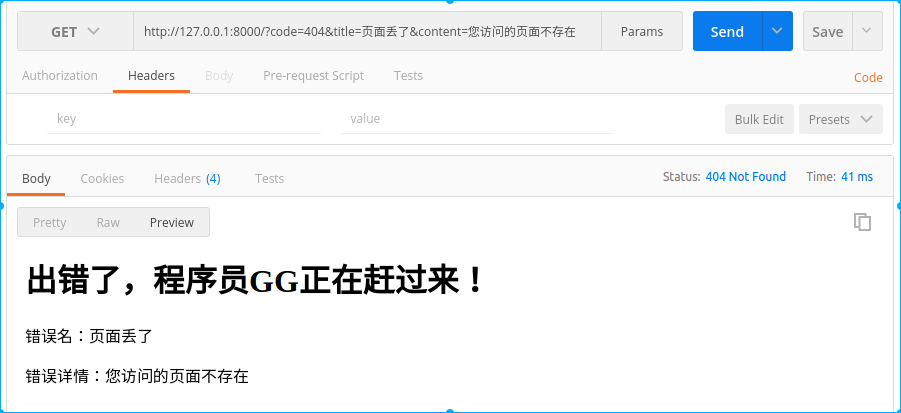 GET http://127.0.0.1:8000/?code=404&title=页面丢了&content=您访问的页面不存在 Params Send Save
Authorization Headers Body Pre-request Script Tests Code
key value Bulk Edit Presets
Body Cookies Headers (4) Tests Status: 404 Not Found Time: 41 ms
Pretty Raw Preview
出错了，程序员GG正在赶过来！
错误名：页面丢了
错误详情：您访问的页面不存在